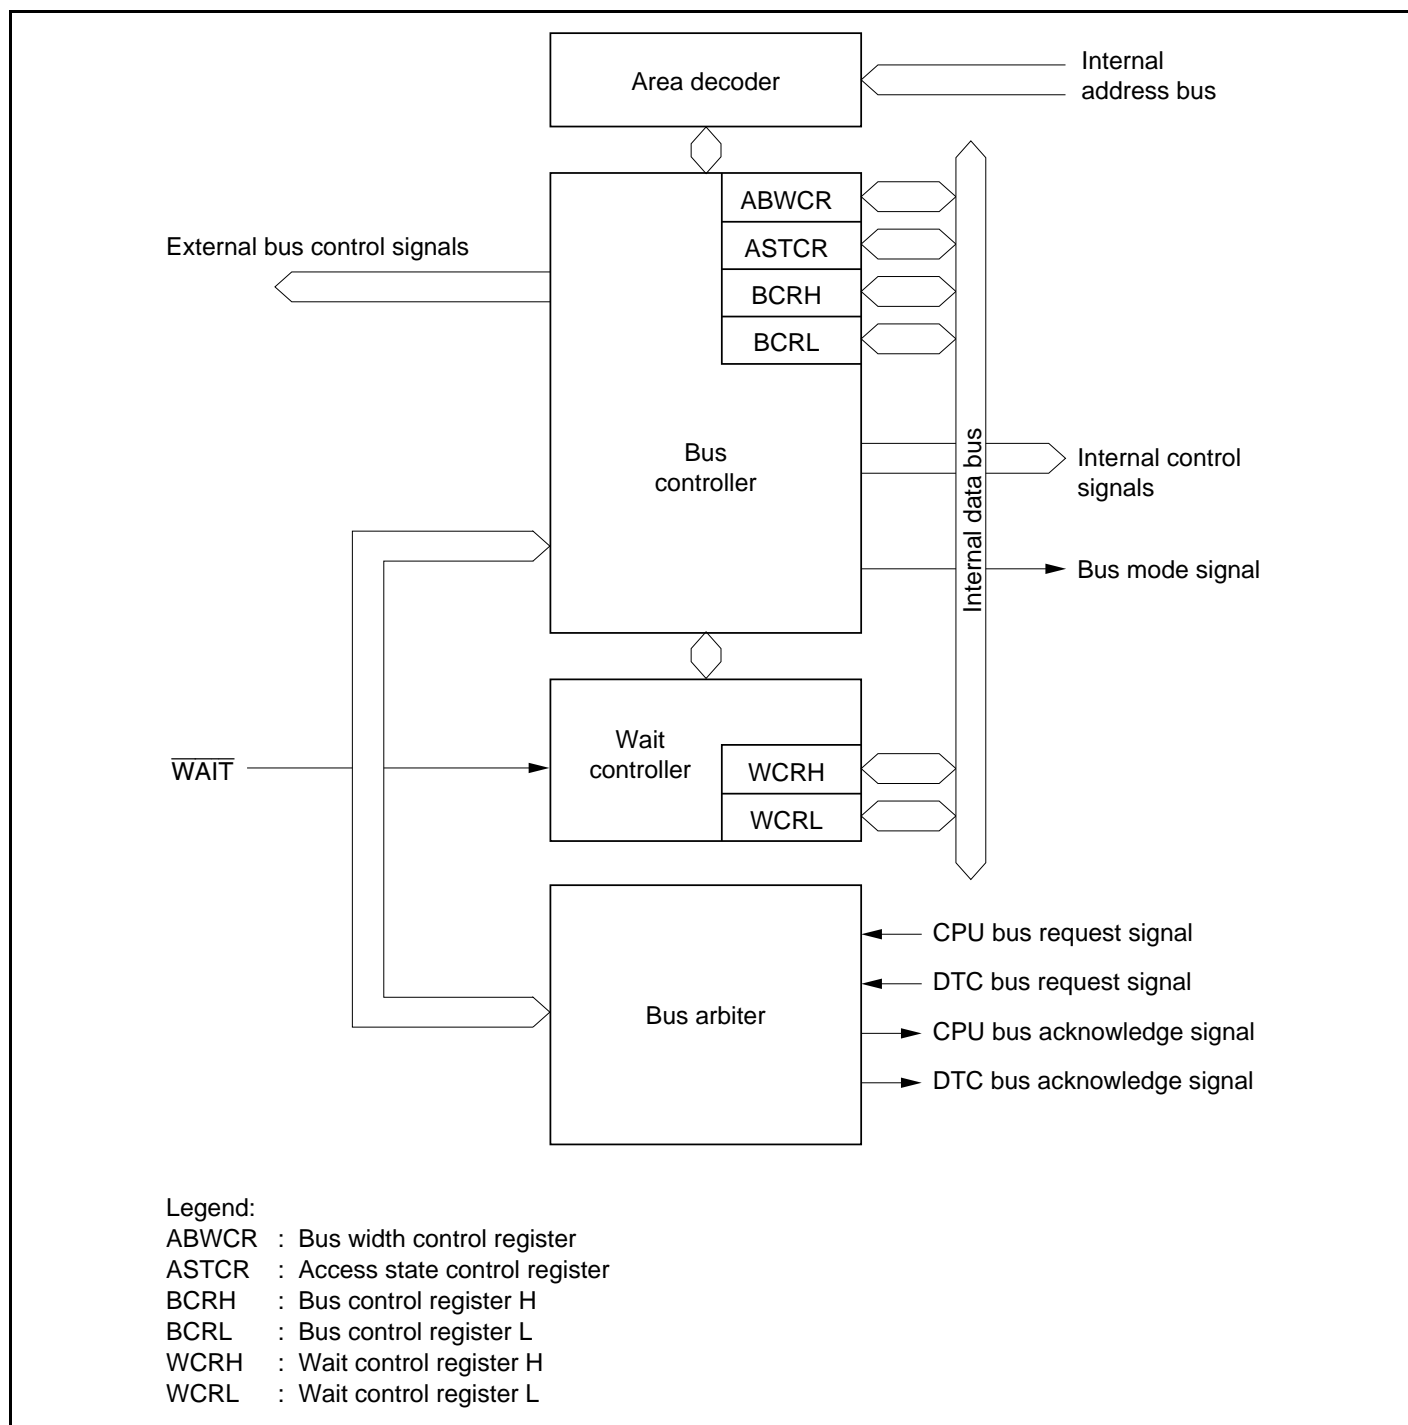 Area decoder
Internal
address bus
ABWCR
ASTCR
BCRH
BCRL
External bus control signals
Bus
controller
Internal data bus
Internal control
signals
Bus mode signal
Wait
controller
WAIT
WCRH
WCRL
Bus arbiter
CPU bus request signal
DTC bus request signal
CPU bus acknowledge signal
DTC bus acknowledge signal
Legend:
ABWCR : Bus width control register
ASTCR : Access state control register
BCRH : Bus control register H
BCRL : Bus control register L
WCRH : Wait control register H
WCRL : Wait control register L